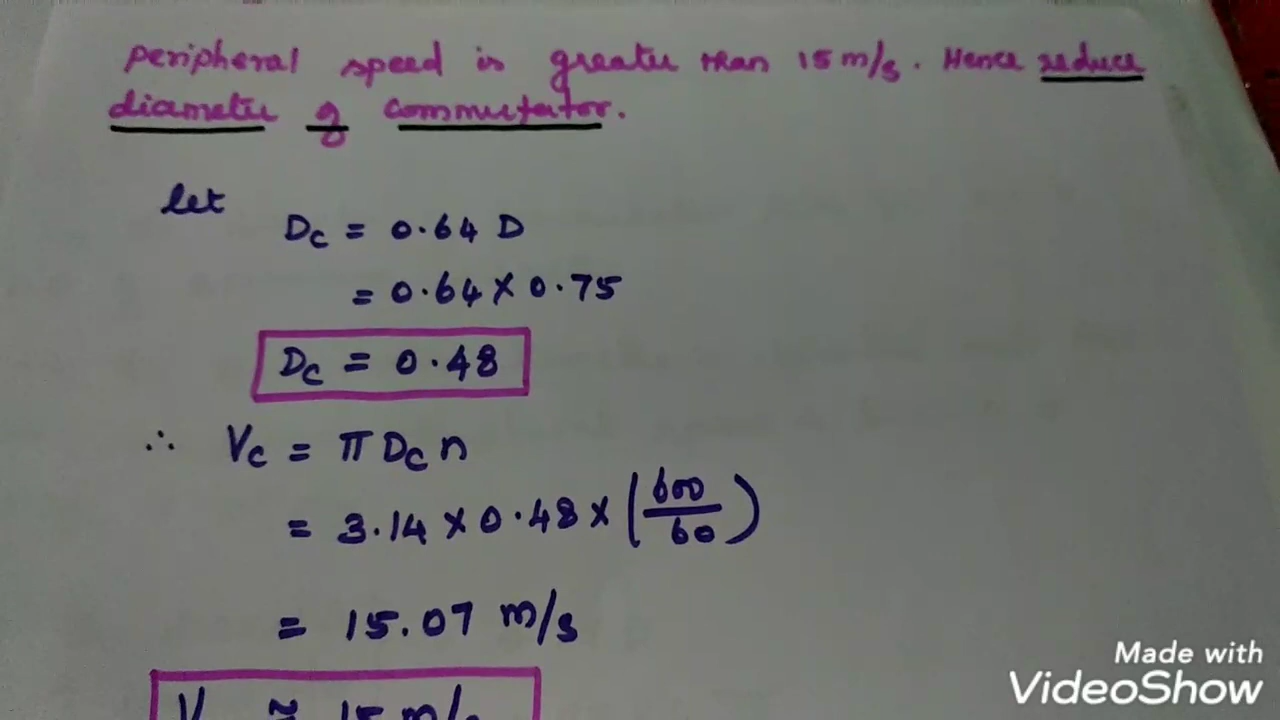 Peripheral speed is greater than 15 m/s. Hence reduce
diameter of commutator.
let
Dc = 0.64 D
= 0.64 × 0.75
Dc = 0.48
∴ Vc = π Dc n
= 3.14 × 0.48 × (600/60)
= 15.07 m/s
≈ 15 m/s
Made with
VideoShow